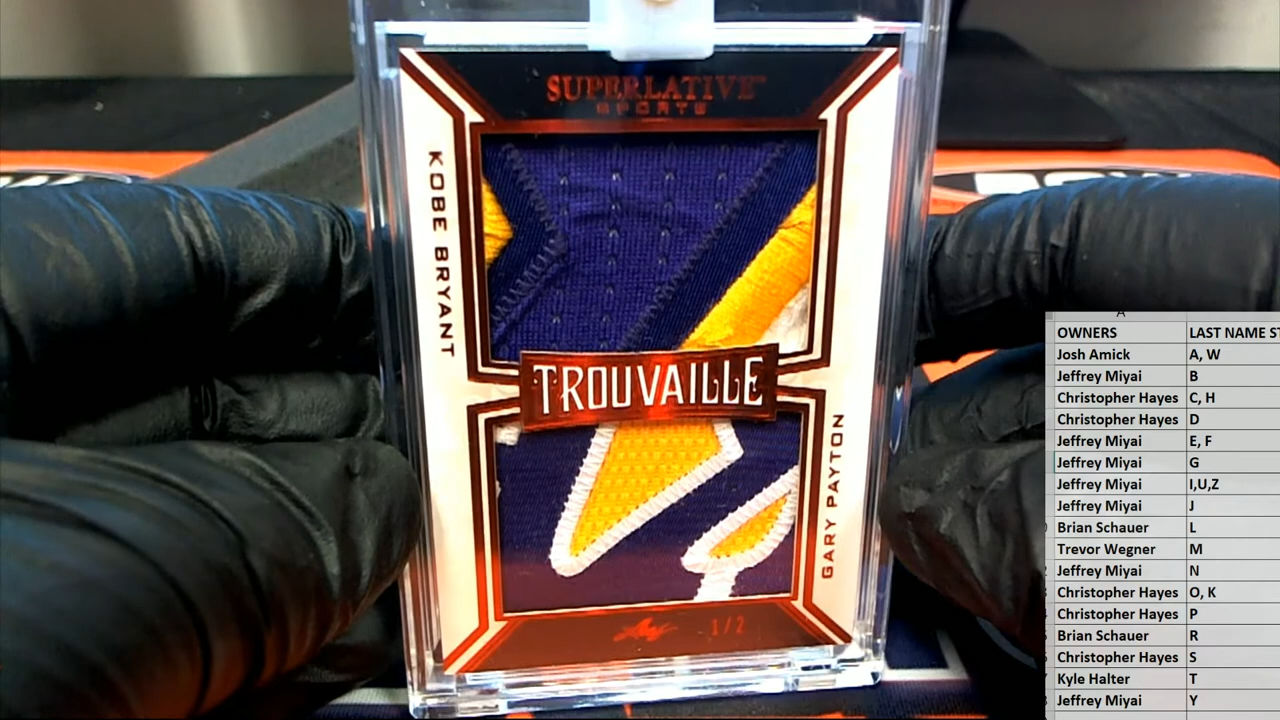 SUPERLATIVE
SPORTS
KOBE BRYANT
TROUVAILLE
GARY PAYTON
1/2
A
OWNERS LAST NAME ST
Josh Amick A, W
Jeffrey Miyai B
Christopher Hayes C, H
Christopher Hayes D
Jeffrey Miyai E, F
Jeffrey Miyai G
Jeffrey Miyai I,U,Z
Jeffrey Miyai J
Brian Schauer L
Trevor Wegner M
Jeffrey Miyai N
Christopher Hayes O, K
Christopher Hayes P
Brian Schauer R
Christopher Hayes S
Kyle Halter T
Jeffrey Miyai Y